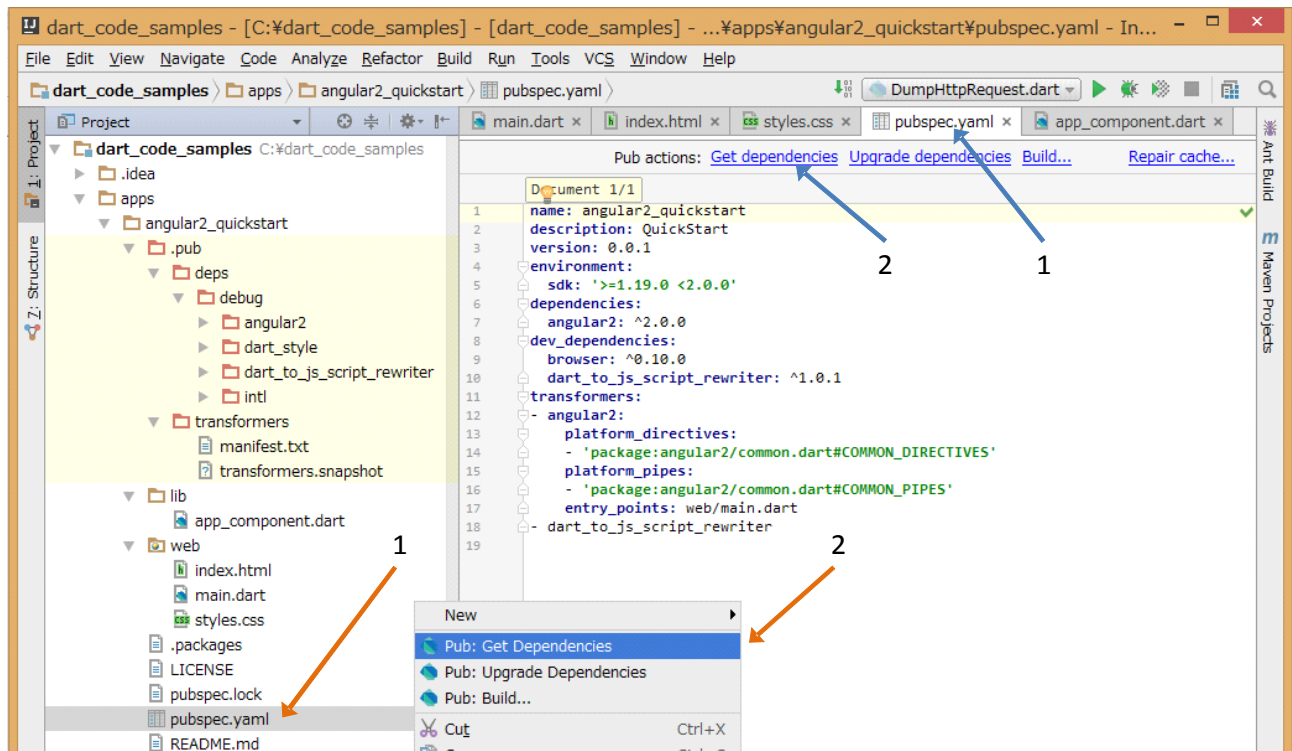 dart_code_samples - [C:¥dart_code_samples] - [dart_code_samples] - ...¥apps¥angular2_quickstart¥pubspec.yaml - In...
File Edit View Navigate Code Analyze Refactor Build Run Tools VCS Window Help
dart_code_samples apps angular2_quickstart pubspec.yaml DumpHttpRequest.dart
Project main.dart index.html styles.css pubspec.yaml app_component.dart
1: Project
7: Structure
dart_code_samples C:¥dart_code_samples
.idea
apps
angular2_quickstart
.pub
deps
debug
angular2
dart_style
dart_to_js_script_rewriter
intl
transformers
manifest.txt
transformers.snapshot
lib
app_component.dart
web
index.html
main.dart
styles.css
.packages
LICENSE
pubspec.lock
pubspec.yaml
README.md
1
Pub actions: Get dependencies Upgrade dependencies Build... Repair cache...
Document 1/1
1 name: angular2_quickstart
2 description: QuickStart
3 version: 0.0.1
4 environment:
5 sdk: '>=1.19.0 <2.0.0'
6 dependencies:
7 angular2: ^2.0.0
8 dev_dependencies:
9 browser: ^0.10.0
10 dart_to_js_script_rewriter: ^1.0.1
11 transformers:
12 - angular2:
13 platform_directives:
14 - 'package:angular2/common.dart#COMMON_DIRECTIVES'
15 platform_pipes:
16 - 'package:angular2/common.dart#COMMON_PIPES'
17 entry_points: web/main.dart
18 - dart_to_js_script_rewriter
19
2
1
2
New
Pub: Get Dependencies
Pub: Upgrade Dependencies
Pub: Build...
Cut Ctrl+X
Ant Build
m Maven Projects